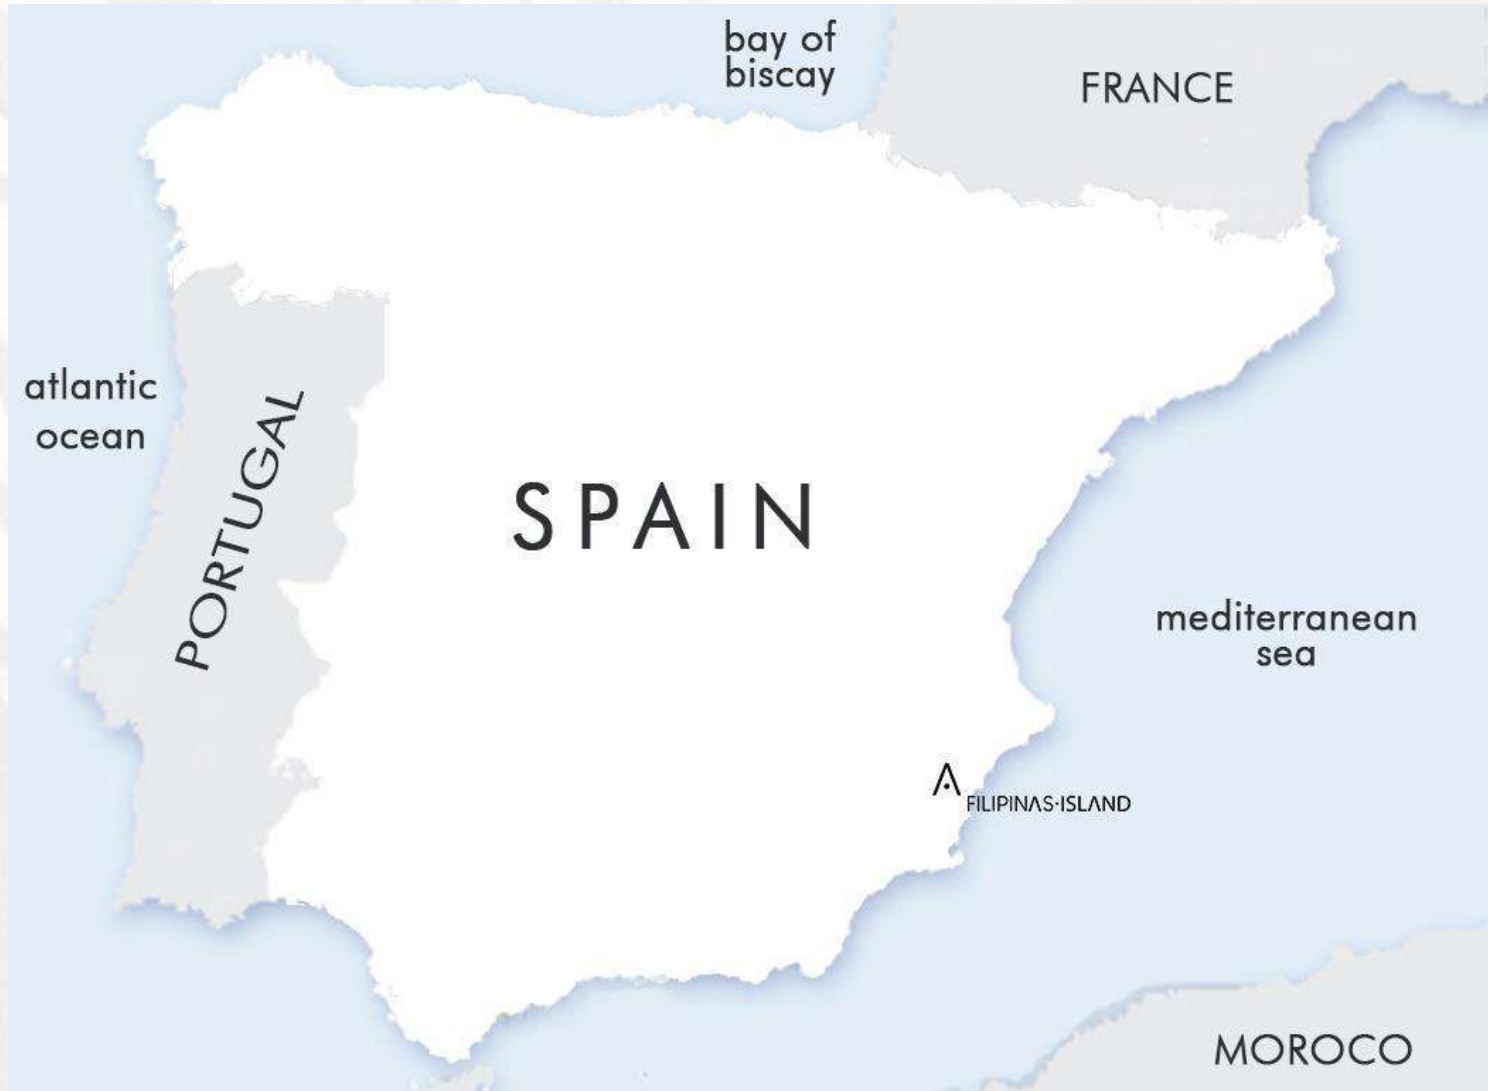 bay of
biscay
FRANCE
atlantic
ocean
PORTUGAL
SPAIN
mediterranean
sea
FILIPINAS·ISLAND
MOROCO